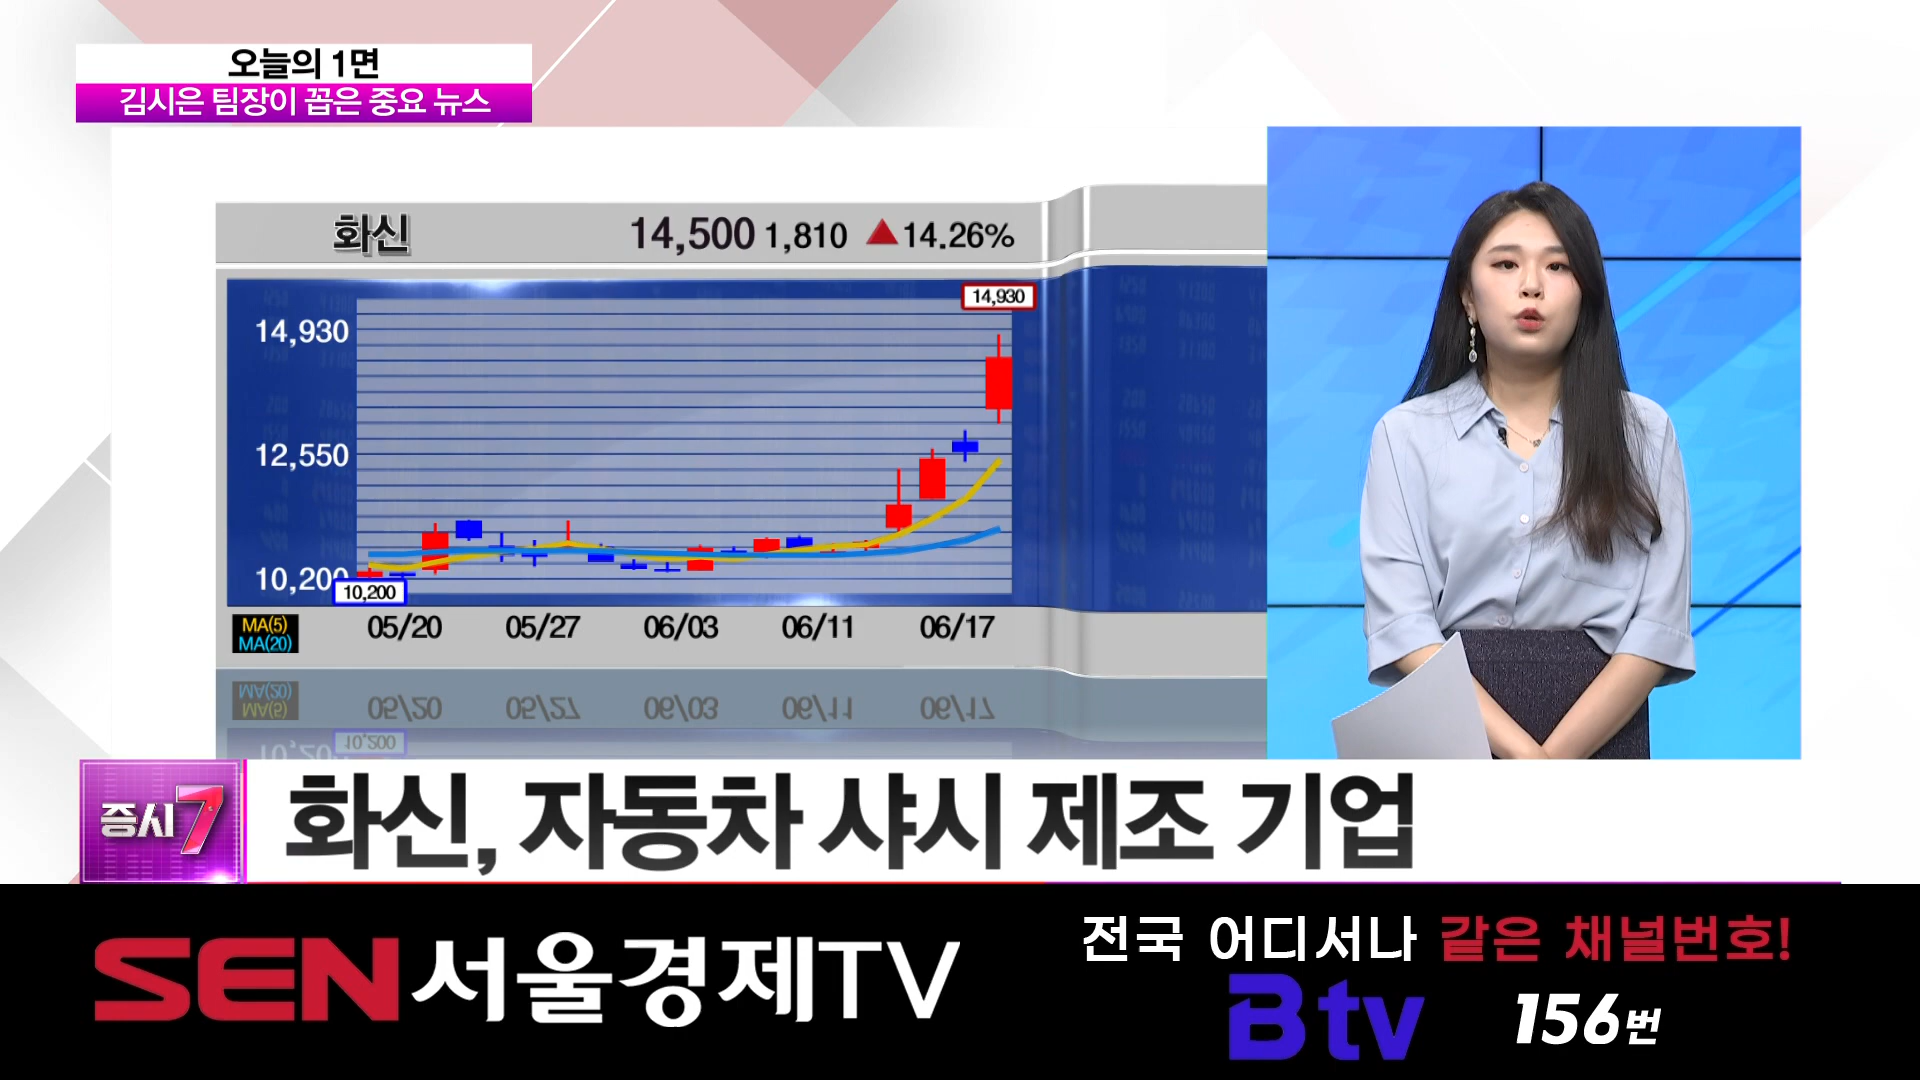 오늘의 1면
김시은 팀장이 꼽은 중요 뉴스
화신 14,500 1,810 ▲14.26%
14,930
14,930
12,550
10,200
10,200
MA(5)
MA(20)
05/20 05/27 06/03 06/11 06/17
증시7
화신, 자동차 샤시 제조 기업
SEN서울경제TV
전국 어디서나 같은 채널번호!
B tv 156번